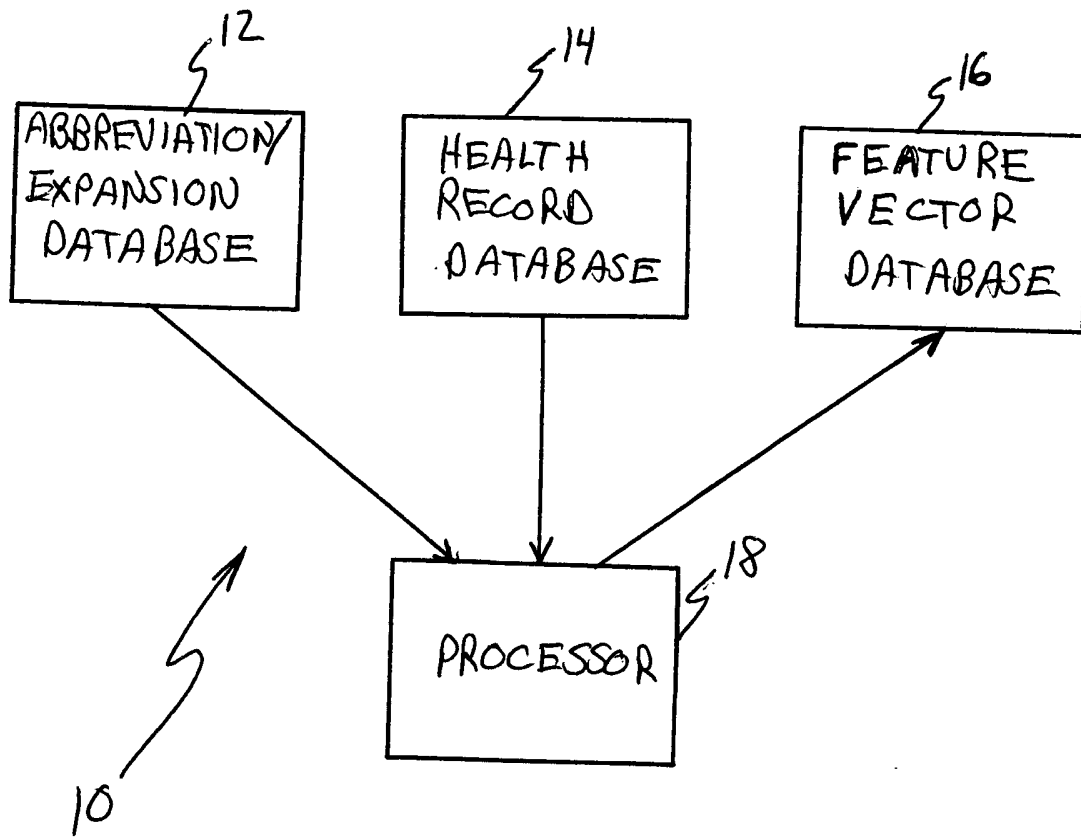 12
ABBREVIATION/
EXPANSION
DATABASE
14
HEALTH
RECORD
DATABASE
16
FEATURE
VECTOR
DATABASE
18
PROCESSOR
10